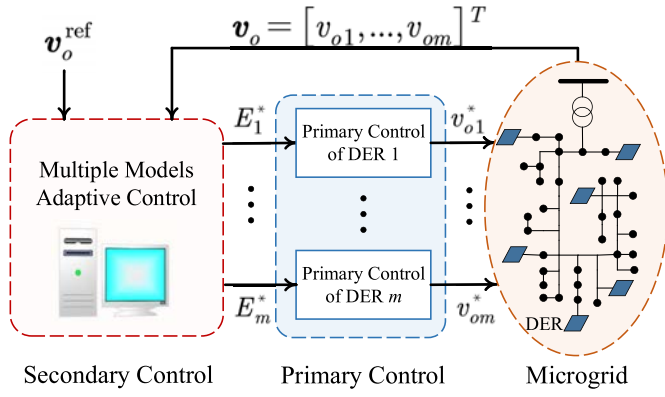 v_o^ref
v_o = [v_o1, ..., v_om]^T
Multiple Models
Adaptive Control
E_1^*
Primary Control
of DER 1
v_o1^*
E_m^*
Primary Control
of DER m
v_om^*
DER
Secondary Control
Primary Control
Microgrid